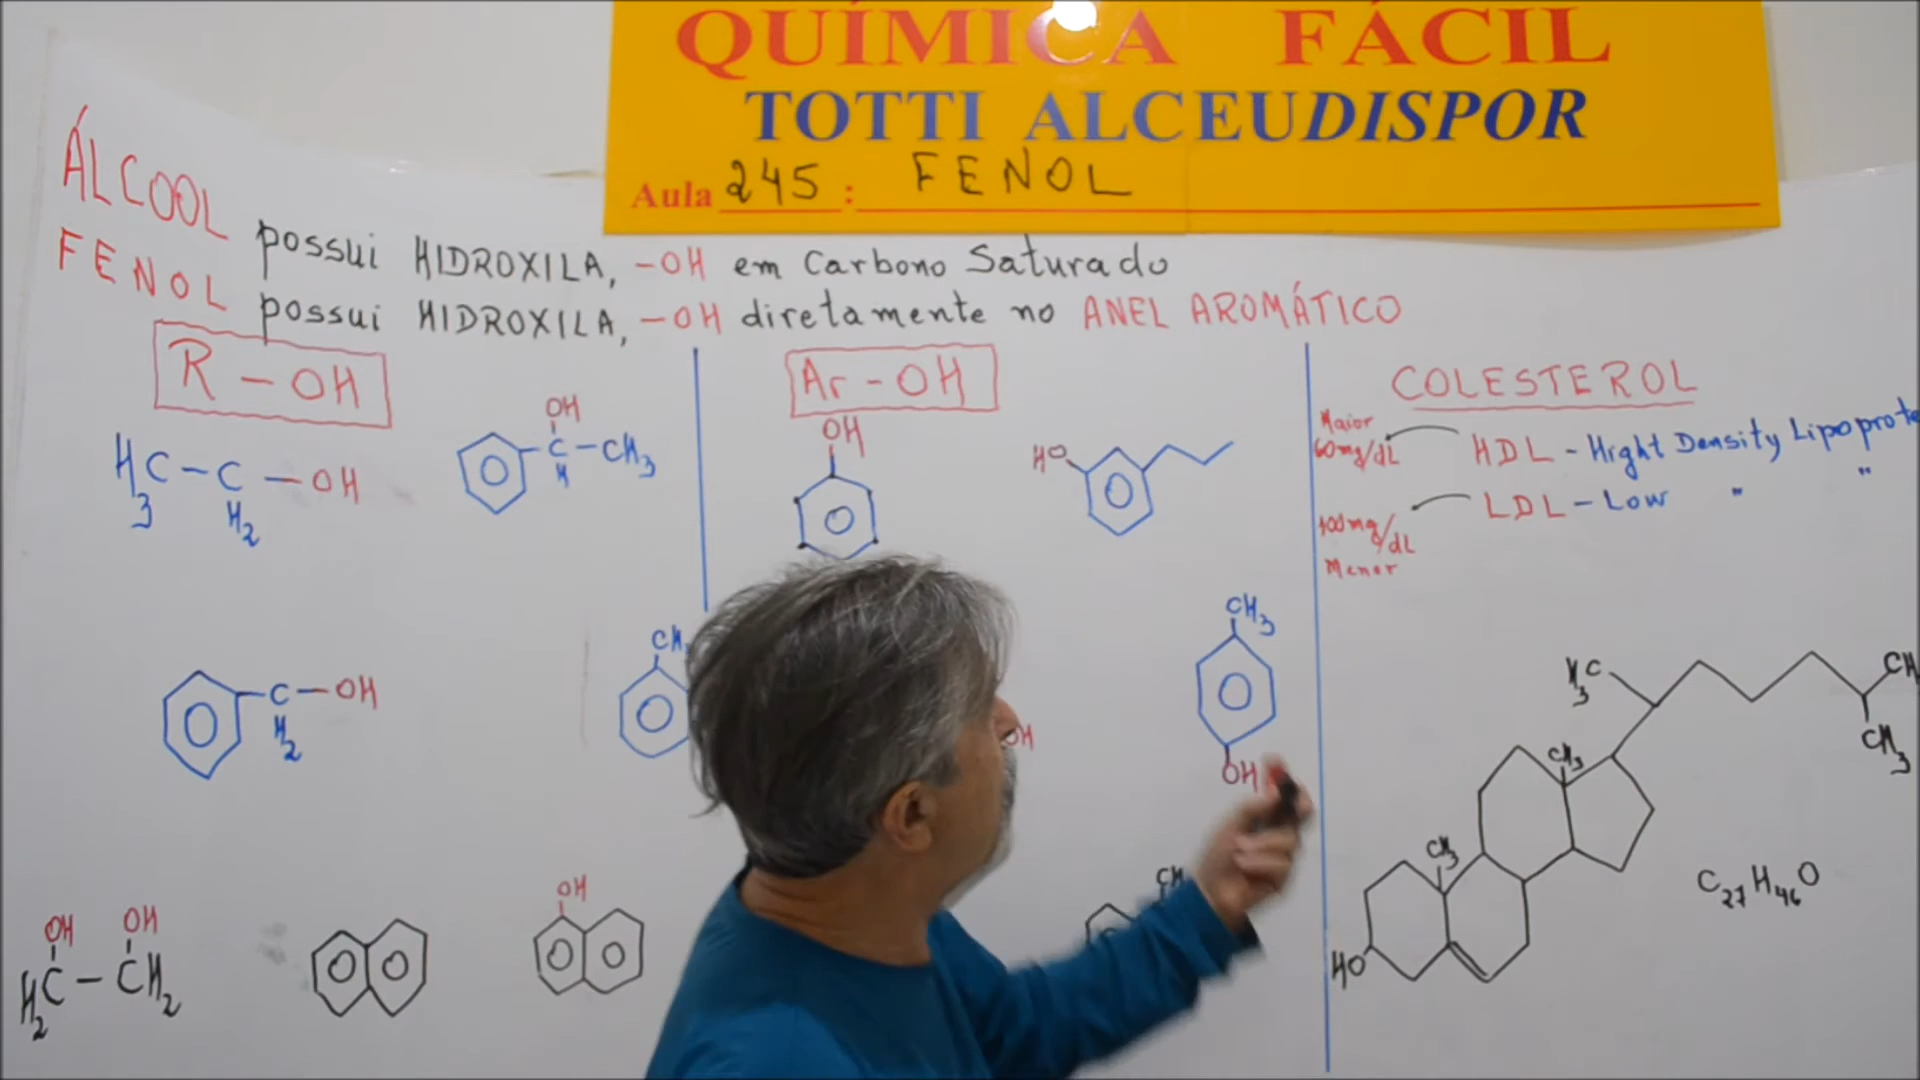 QUÍMICA FÁCIL
TOTTI ALCEUDISPOR
Aula 245 : FENOL
ÁLCOOL possui HIDROXILA, -OH em Carbono Saturado
FENOL possui HIDROXILA, -OH diretamente no ANEL AROMÁTICO
R - OH
H3C - C - OH
H2
OH
C - CH3
H
C - OH
H2
OH OH
H2C - CH2
OH
Ar - OH
OH
HO
CH3
OH
OH
CH
COLESTEROL
Maior
60mg/dL
HDL - Hight Density
LDL - Low " "
100mg/dL
Menor
H3C
CH
CH3
CH3
CH3
HO
C27H46O